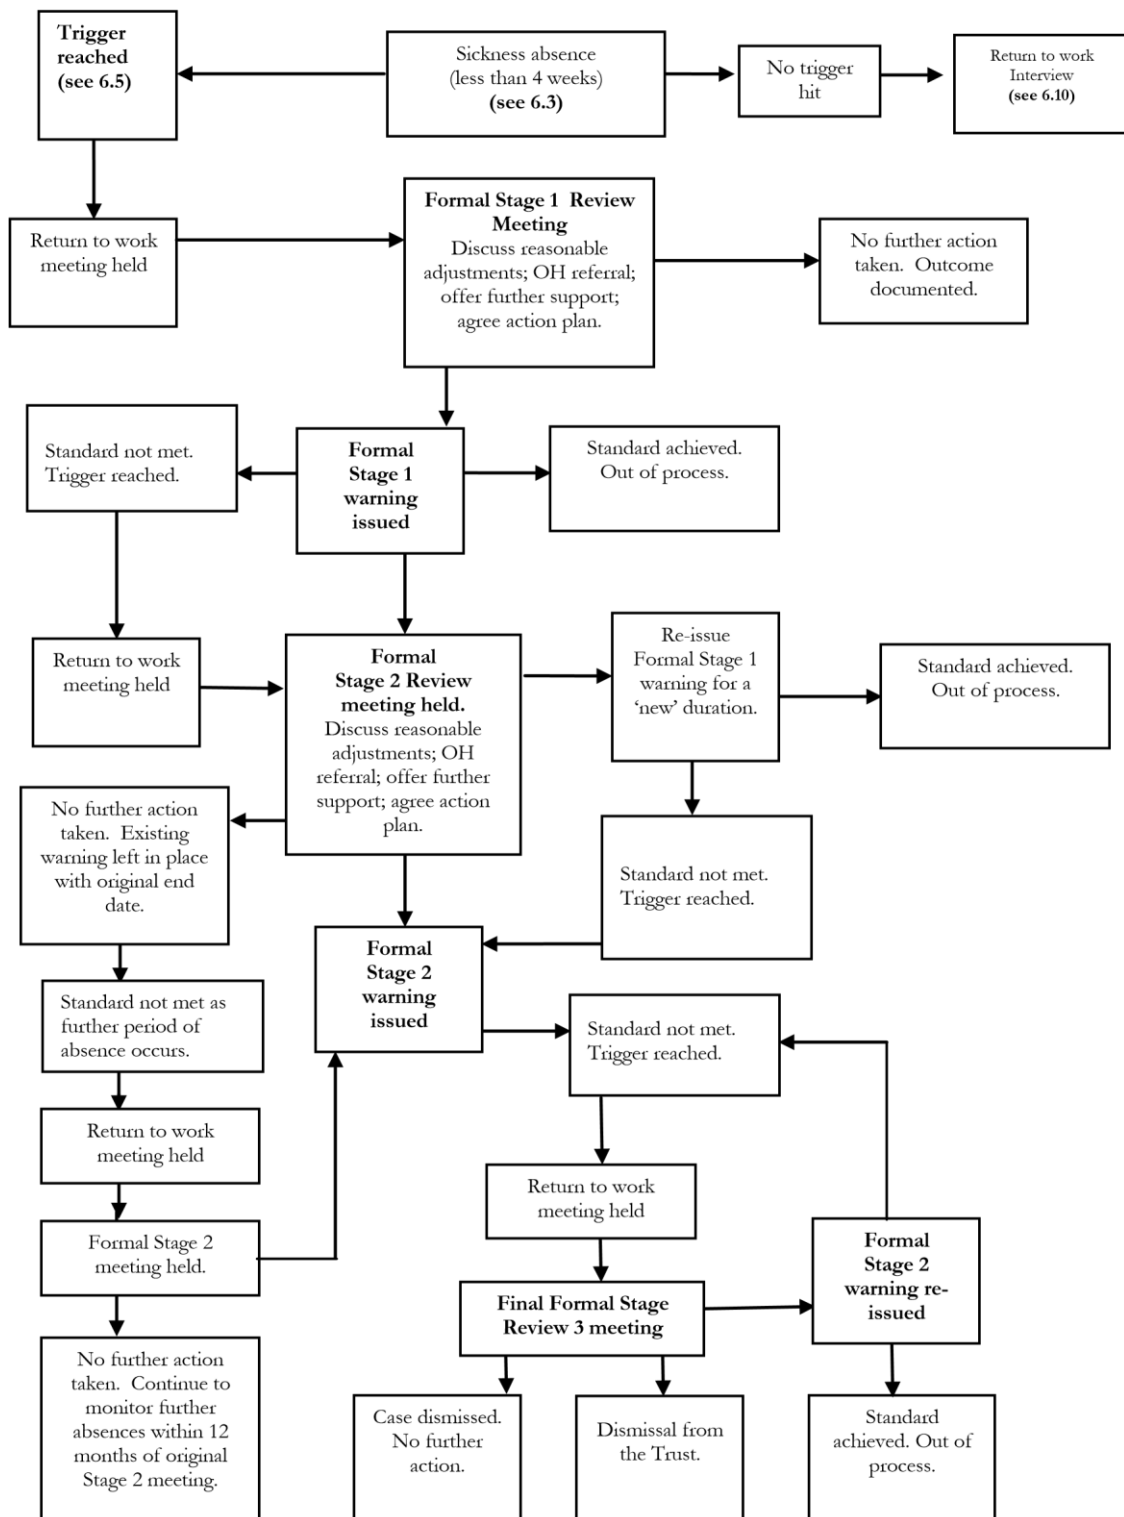 Trigger
reached
(see 6.5)
Sickness absence
(less than 4 weeks)
(see 6.3)
No trigger
hit
Return to work
Interview
(see 6.10)
Return to work
meeting held
Formal Stage 1 Review
Meeting
Discuss reasonable
adjustments; OH referral;
offer further support;
agree action plan.
No further action
taken. Outcome
documented.
Standard not met.
Trigger reached.
Formal
Stage 1
warning
issued
Standard achieved.
Out of process.
Return to work
meeting held
Formal
Stage 2 Review
meeting held.
Discuss reasonable
adjustments; OH
referral; offer further
support; agree action
plan.
Re-issue
Formal Stage 1
warning for a
‘new’ duration.
Standard achieved.
Out of process.
No further action
taken. Existing
warning left in place
with original end
date.
Standard not met.
Trigger reached.
Formal
Stage 2
warning
issued
Standard not met as
further period of
absence occurs.
Standard not met.
Trigger reached.
Return to work
meeting held
Return to work
meeting held
Formal Stage 2
meeting held.
Formal
Stage 2
warning re-
issued
Final Formal Stage
Review 3 meeting
No further action
taken. Continue to
monitor further
absences within 12
months of original
Stage 2 meeting.
Case dismissed.
No further
action.
Dismissal from
the Trust.
Standard
achieved. Out of
process.